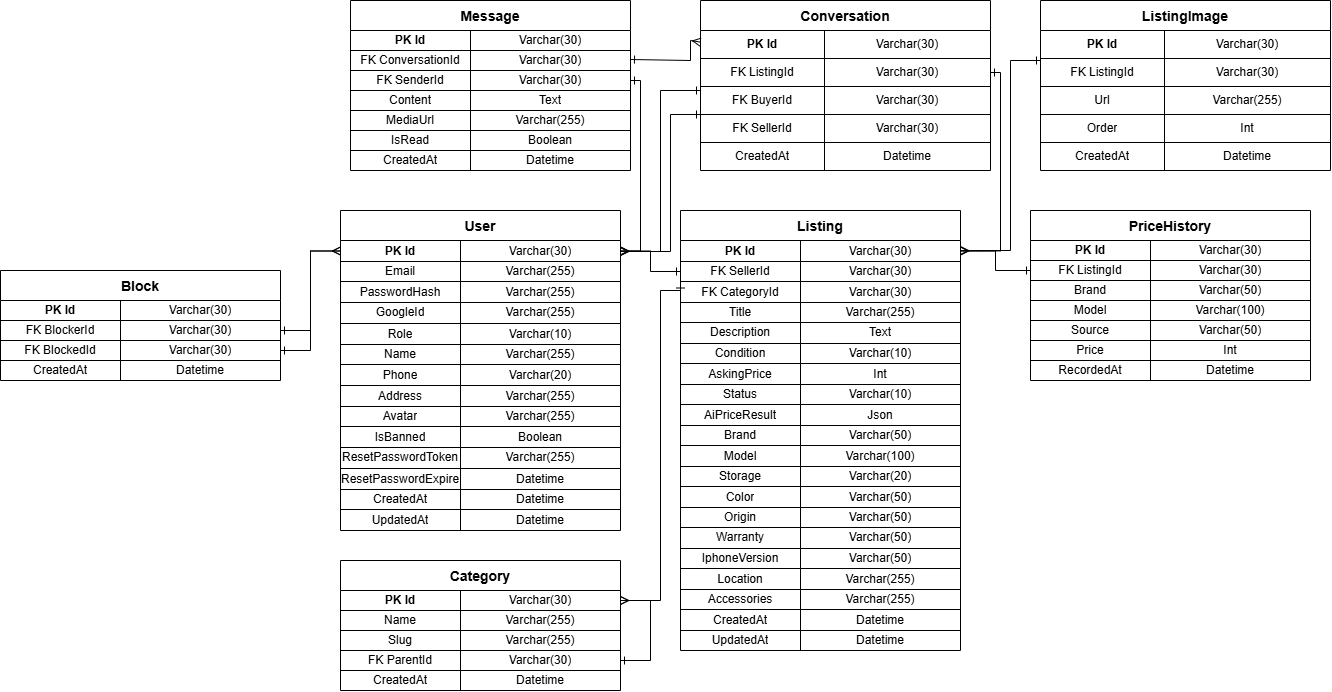 Message
PK Id Varchar(30)
FK ConversationId Varchar(30)
FK SenderId Varchar(30)
Content Text
MediaUrl Varchar(255)
IsRead Boolean
CreatedAt Datetime
Conversation
PK Id Varchar(30)
FK ListingId Varchar(30)
FK BuyerId Varchar(30)
FK SellerId Varchar(30)
CreatedAt Datetime
ListingImage
PK Id Varchar(30)
FK ListingId Varchar(30)
Url Varchar(255)
Order Int
CreatedAt Datetime
Block
PK Id Varchar(30)
FK BlockerId Varchar(30)
FK BlockedId Varchar(30)
CreatedAt Datetime
User
PK Id Varchar(30)
Email Varchar(255)
PasswordHash Varchar(255)
GoogleId Varchar(255)
Role Varchar(10)
Name Varchar(255)
Phone Varchar(20)
Address Varchar(255)
Avatar Varchar(255)
IsBanned Boolean
ResetPasswordToken Varchar(255)
ResetPasswordExpire Datetime
CreatedAt Datetime
UpdatedAt Datetime
Listing
PK Id Varchar(30)
FK SellerId Varchar(30)
FK CategoryId Varchar(30)
Title Varchar(255)
Description Text
Condition Varchar(10)
AskingPrice Int
Status Varchar(10)
AiPriceResult Json
Brand Varchar(50)
Model Varchar(100)
Storage Varchar(20)
Color Varchar(50)
Origin Varchar(50)
Warranty Varchar(50)
IphoneVersion Varchar(50)
Location Varchar(255)
Accessories Varchar(255)
CreatedAt Datetime
UpdatedAt Datetime
PriceHistory
PK Id Varchar(30)
FK ListingId Varchar(30)
Brand Varchar(50)
Model Varchar(100)
Source Varchar(50)
Price Int
RecordedAt Datetime
Category
PK Id Varchar(30)
Name Varchar(255)
Slug Varchar(255)
FK ParentId Varchar(30)
CreatedAt Datetime